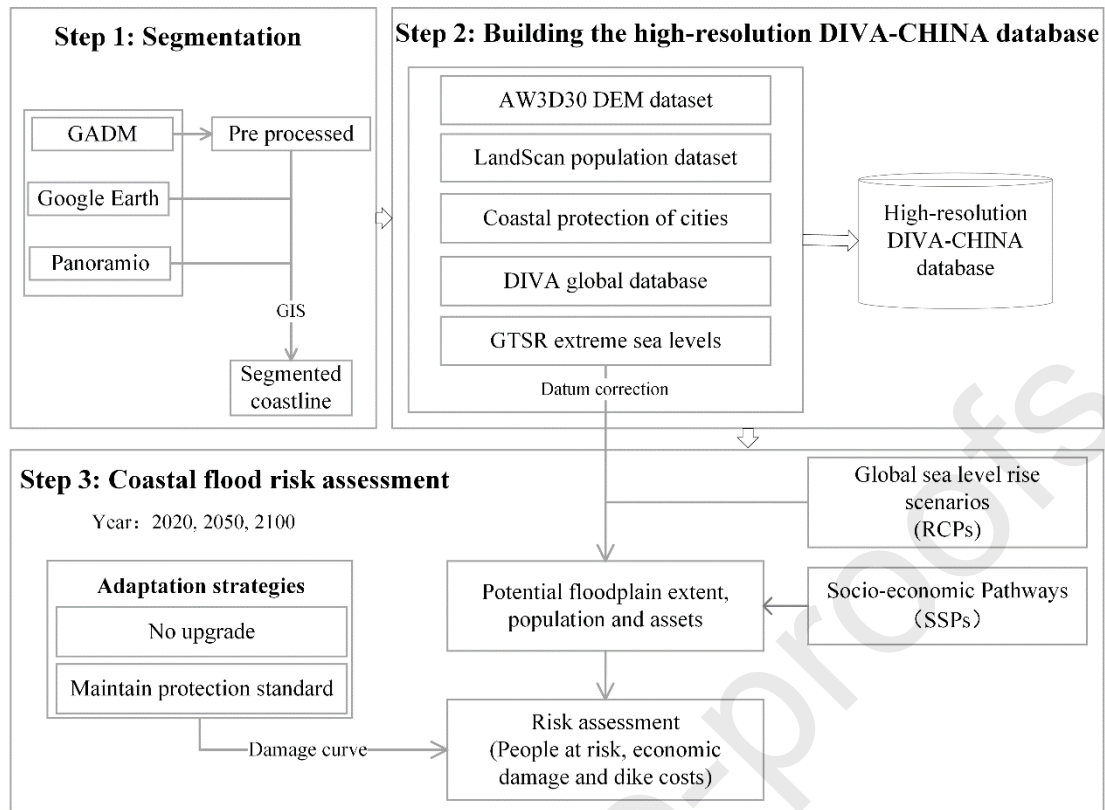 Step 1: Segmentation
GADM
Pre processed
Google Earth
Panoramio
GIS
Segmented
coastline
Step 2: Building the high-resolution DIVA-CHINA database
AW3D30 DEM dataset
LandScan population dataset
Coastal protection of cities
DIVA global database
GTSR extreme sea levels
Datum correction
High-resolution
DIVA-CHINA
database
Step 3: Coastal flood risk assessment
Year：2020, 2050, 2100
Adaptation strategies
No upgrade
Maintain protection standard
Damage curve
Global sea level rise
scenarios
(RCPs)
Potential floodplain extent,
population and assets
Socio-economic Pathways
（SSPs）
Risk assessment
(People at risk, economic
damage and dike costs)
-proofs